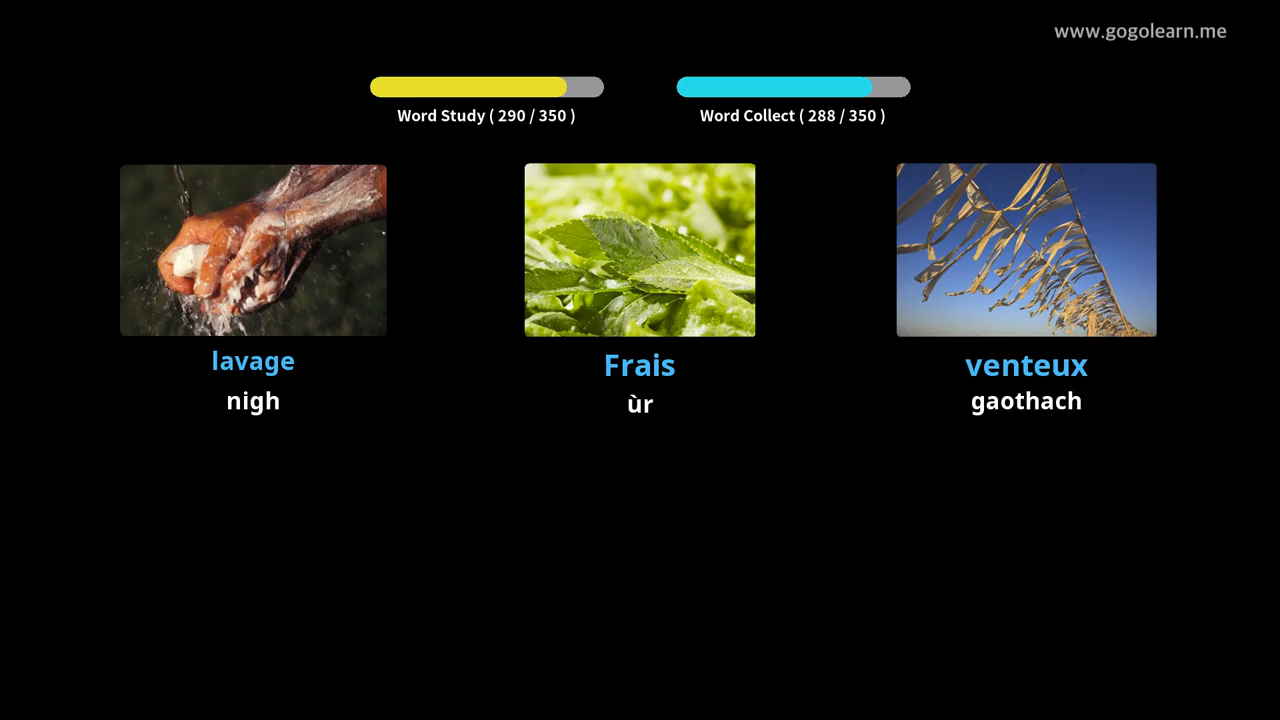 www.gogolearn.me
Word Study ( 290 / 350 )
Word Collect ( 288 / 350 )
lavage
nigh
Frais
ùr
venteux
gaothach